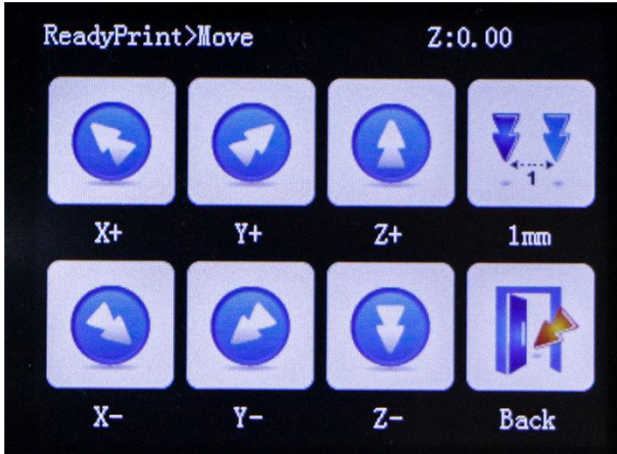 ReadyPrint>Move Z:0.00
1
X+ Y+ Z+ 1mm
X- Y- Z- Back